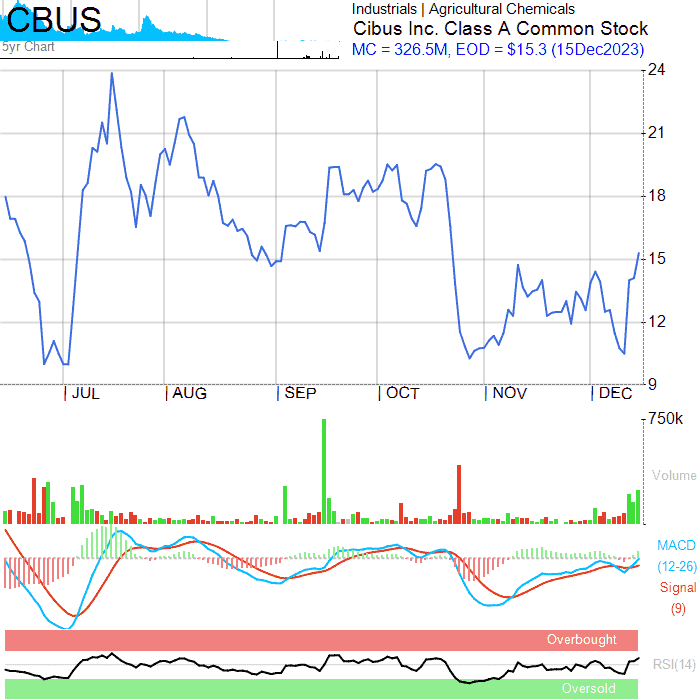 CBUS
Industrials | Agricultural Chemicals
Cibus Inc. Class A Common Stock
MC = 326.5M, EOD = $15.3 (15Dec2023)
5yr Chart
24
21
18
15
12
9
JUL AUG SEP OCT NOV DEC
750k
Volume
MACD
(12-26)
Signal
(9)
Overbought
RSI(14)
Oversold